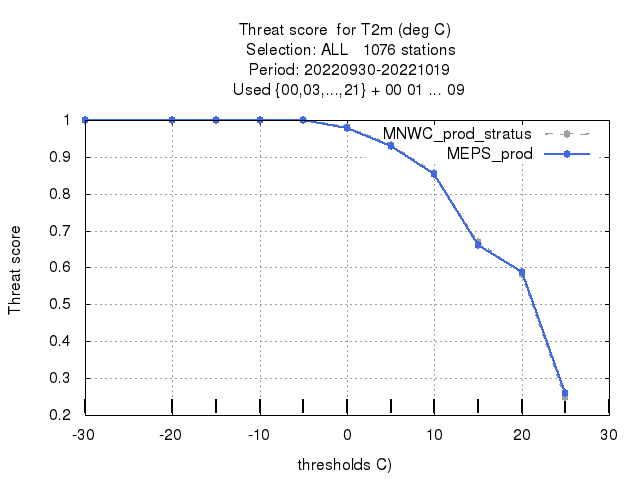 Threat score  for T2m (deg C)
Selection: ALL   1076 stations
Period: 20220930-20221019
Used {00,03,...,21} + 00 01 ... 09
MNWC_prod_stratus
MEPS_prod
1
0.9
0.8
0.7
0.6
0.5
0.4
0.3
0.2
Threat score
-30 -20 -10 0 10 20 30
thresholds C)